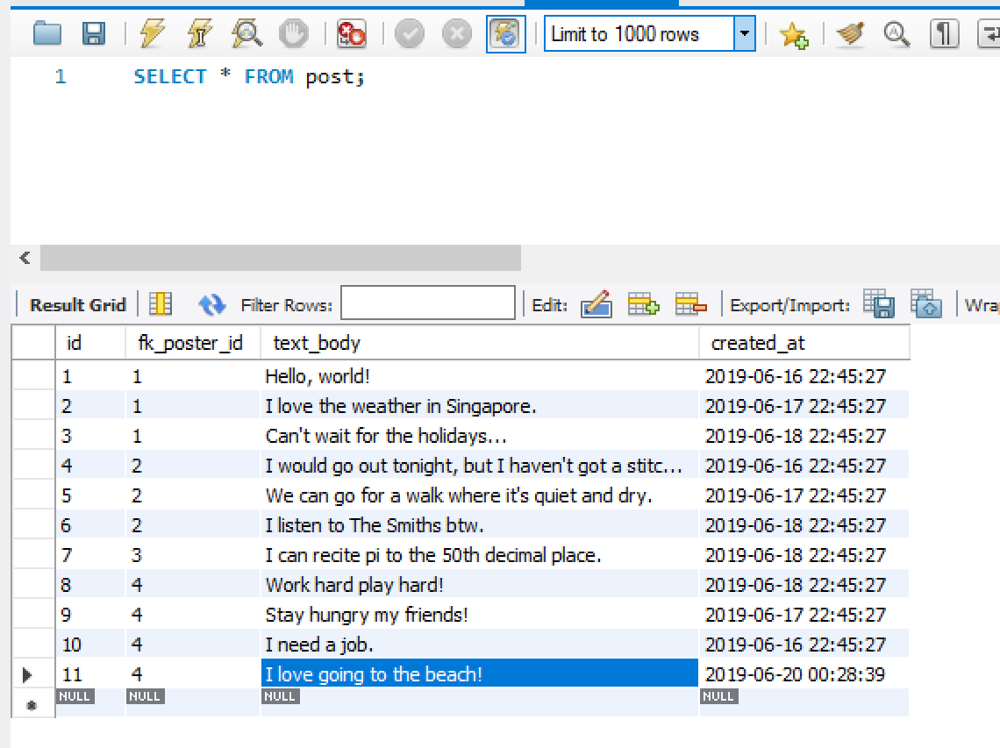 Limit to 1000 rows
1 SELECT * FROM post;
Result Grid Filter Rows: Edit: Export/Import:
id fk_poster_id text_body created_at
1 1 Hello, world! 2019-06-16 22:45:27
2 1 I love the weather in Singapore. 2019-06-17 22:45:27
3 1 Can't wait for the holidays... 2019-06-18 22:45:27
4 2 I would go out tonight, but I haven't got a stitc... 2019-06-16 22:45:27
5 2 We can go for a walk where it's quiet and dry. 2019-06-17 22:45:27
6 2 I listen to The Smiths btw. 2019-06-18 22:45:27
7 3 I can recite pi to the 50th decimal place. 2019-06-18 22:45:27
8 4 Work hard play hard! 2019-06-18 22:45:27
9 4 Stay hungry my friends! 2019-06-17 22:45:27
10 4 I need a job. 2019-06-16 22:45:27
11 4 I love going to the beach! 2019-06-20 00:28:39
NULL NULL NULL NULL